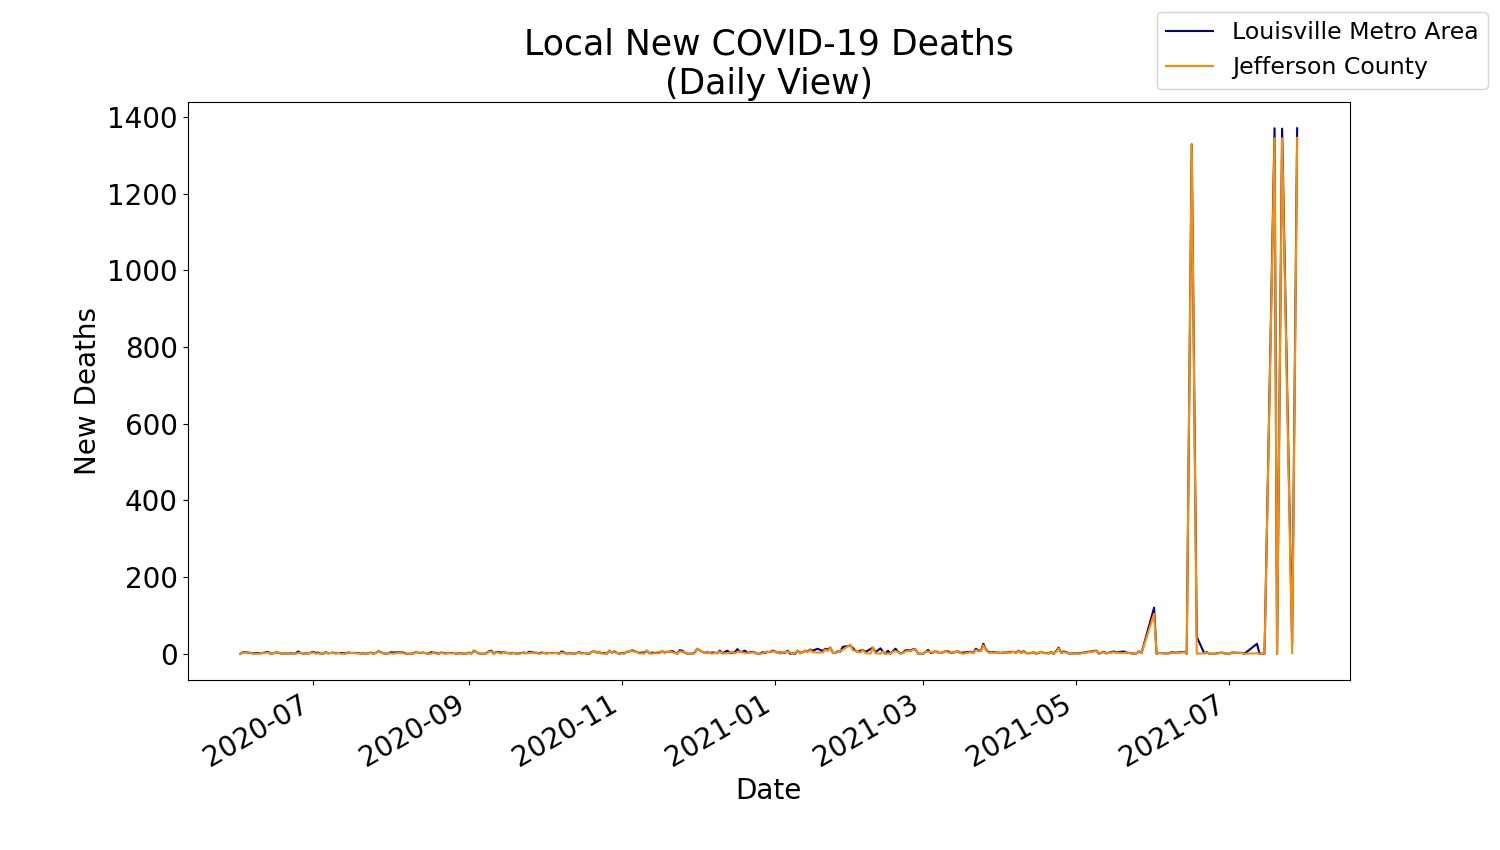 Local New COVID-19 Deaths
(Daily View)
Louisville Metro Area
Jefferson County
New Deaths
1400
1200
1000
800
600
400
200
0
2020-07
2020-09
2020-11
2021-01
2021-03
2021-05
2021-07
Date